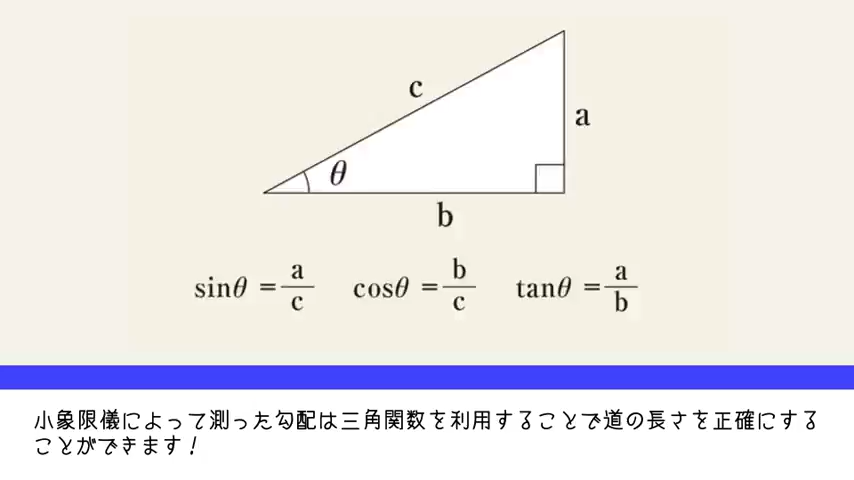 c
a
θ
b
sinθ = a/c cosθ = b/c tanθ = a/b
小象限儀によって測った勾配は三角関数を利用することで道の長さを正確にする
ことができます!